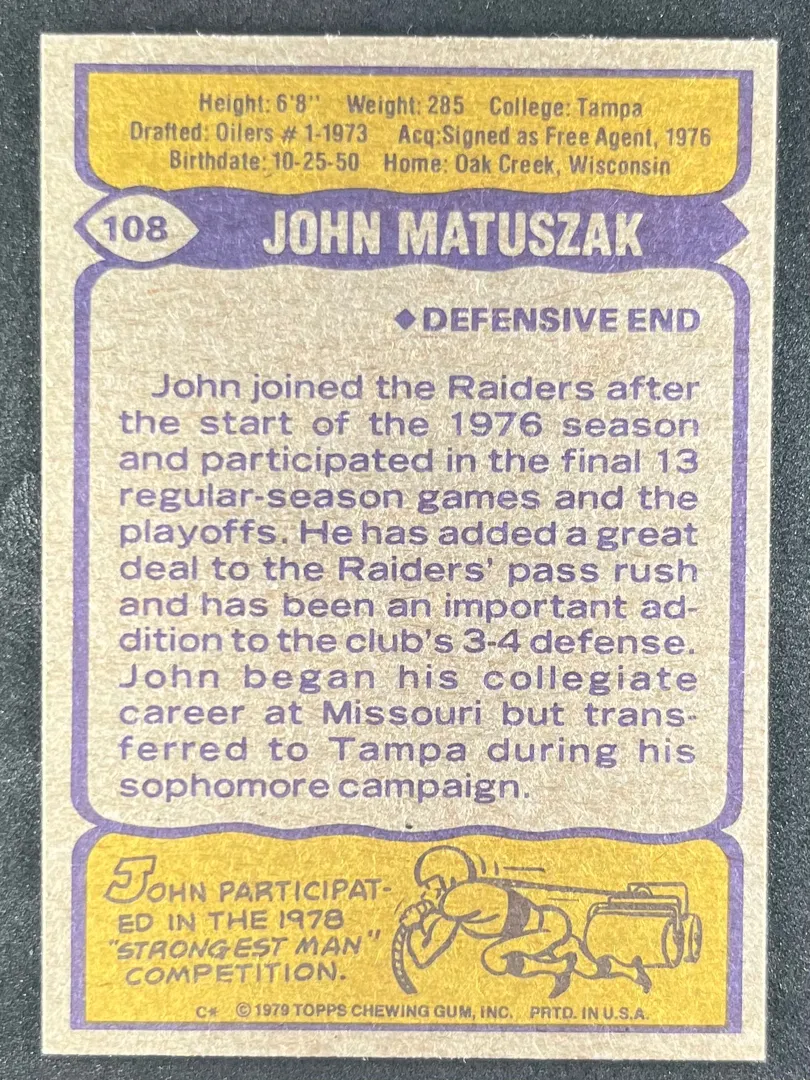 Height: 6'8" Weight: 285 College: Tampa
Drafted: Oilers # 1-1973 Acq:Signed as Free Agent, 1976
Birthdate: 10-25-50 Home: Oak Creek, Wisconsin
108 JOHN MATUSZAK
◆DEFENSIVE END
John joined the Raiders after
the start of the 1976 season
and participated in the final 13
regular-season games and the
playoffs. He has added a great
deal to the Raiders' pass rush
and has been an important ad-
dition to the club's 3-4 defense.
John began his collegiate
career at Missouri but trans-
ferred to Tampa during his
sophomore campaign.
JOHN PARTICIPAT-
ED IN THE 1978
"STRONGEST MAN"
COMPETITION.
C* © 1979 TOPPS CHEWING GUM, INC. PRTD. IN U.S.A.